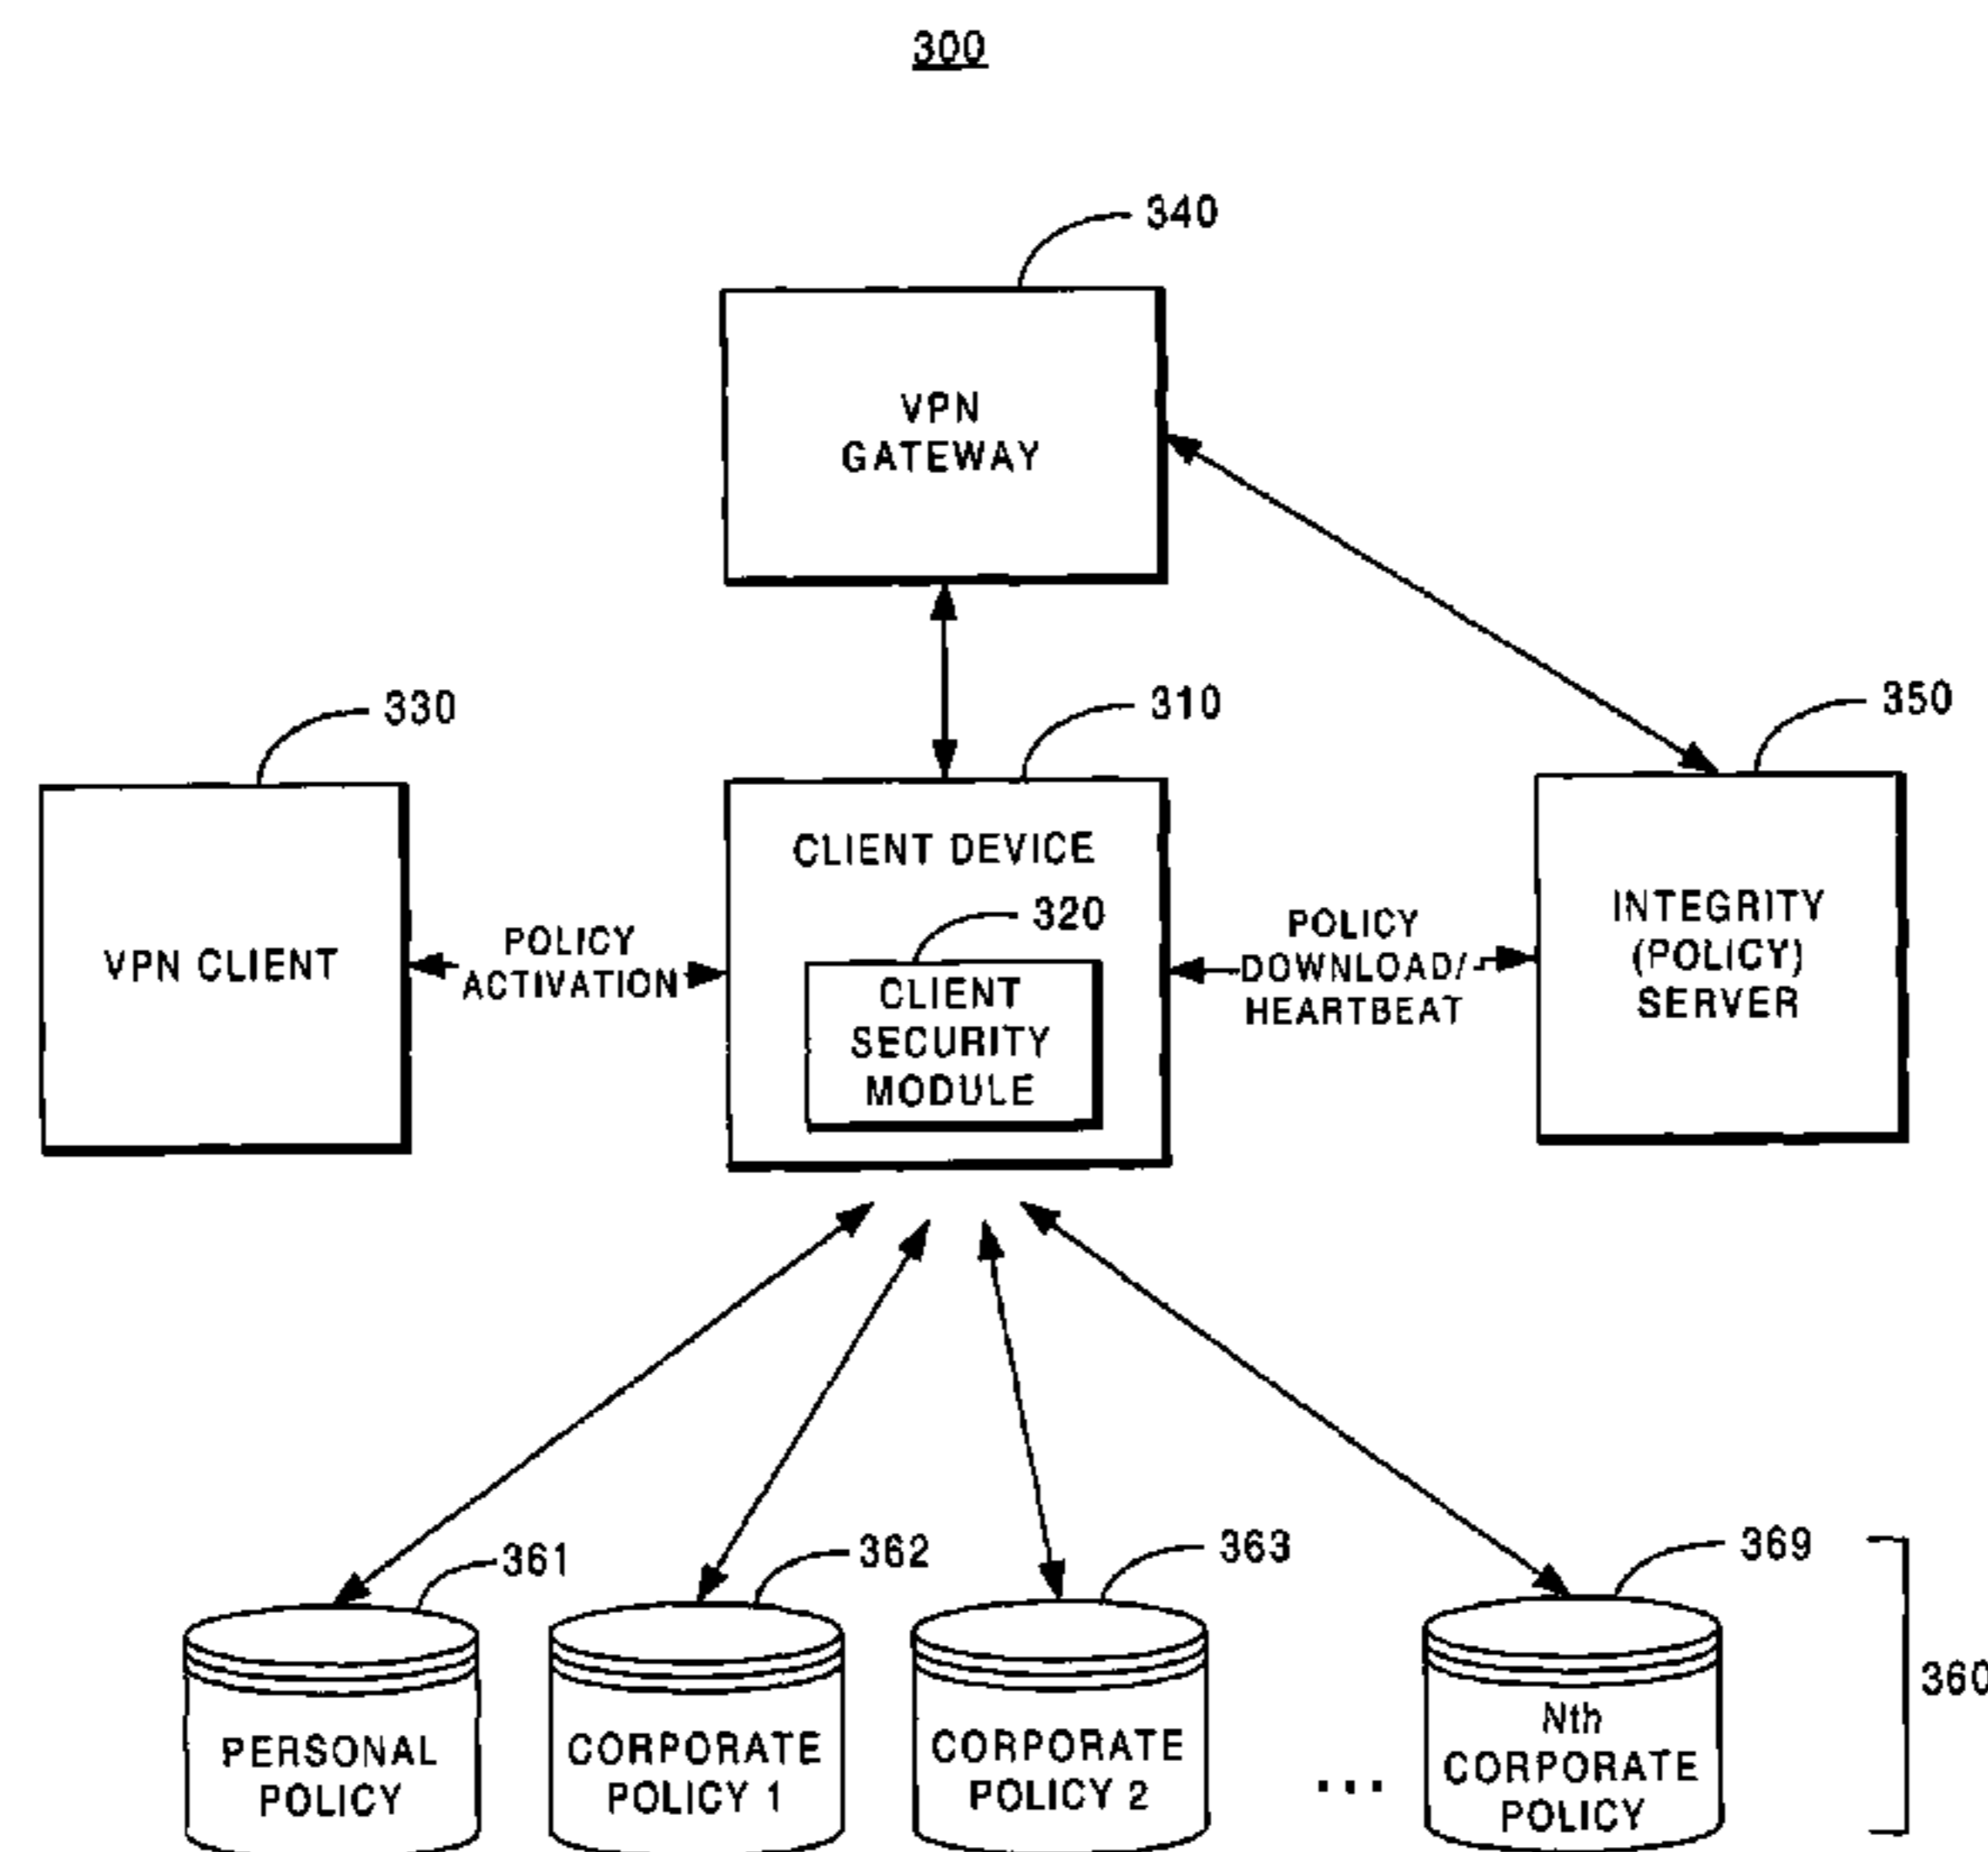 300
340
VPN
GATEWAY
330
310
350
CLIENT DEVICE
320
VPN CLIENT
POLICY
ACTIVATION
CLIENT
SECURITY
MODULE
POLICY
DOWNLOAD/
HEARTBEAT
INTEGRITY
(POLICY)
SERVER
361
362
363
369
360
PERSONAL
POLICY
CORPORATE
POLICY 1
CORPORATE
POLICY 2
...
Nth
CORPORATE
POLICY